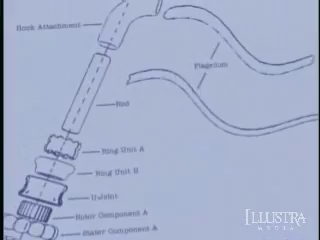 Hook Attachment
Flagellum
Rod
Ring Unit A
Ring Unit B
U-Joint
Rotor Component A
Stator Component A
ILLUSTRA
MEDIA